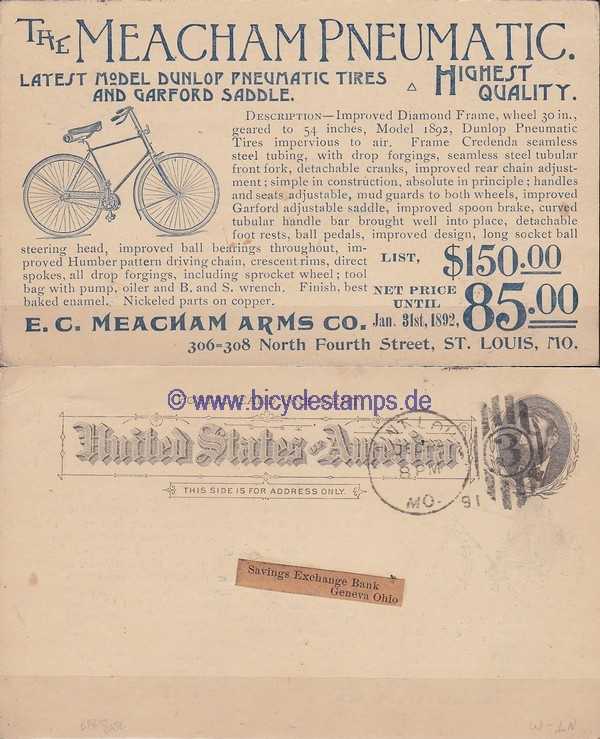 THE MEACHAM PNEUMATIC.
LATEST MODEL DUNLOP PNEUMATIC TIRES
AND GARFORD SADDLE.
HIGHEST
QUALITY.
DESCRIPTION—Improved Diamond Frame, wheel 30 in.,
geared to 54 inches, Model 1892, Dunlop Pneumatic
Tires impervious to air. Frame Credenda seamless
steel tubing, with drop forgings, seamless steel tubular
front fork, detachable cranks, improved rear chain adjust-
ment; simple in construction, absolute in principle; handles
and seats adjustable, mud guards to both wheels, improved
Garford adjustable saddle, improved spoon brake, curved
tubular handle bar brought well into place, detachable
foot rests, ball pedals, improved design, long socket ball
steering head, improved ball bearings throughout, im-
proved Humber pattern driving chain, crescent rims, direct
spokes, all drop forgings, including sprocket wheel; tool
bag with pump, oiler and B. and S. wrench. Finish, best
baked enamel. Nickeled parts on copper.
LIST, $150.00
NET PRICE
UNTIL
Jan. 31st, 1892, 85.00
E. C. MEACHAM ARMS CO.
306=308 North Fourth Street, ST. LOUIS, MO.
© www.bicyclestamps.de
United States of America
THIS SIDE IS FOR ADDRESS ONLY.
8 PM
MO.
91
3
Savings Exchange Bank
Geneva Ohio